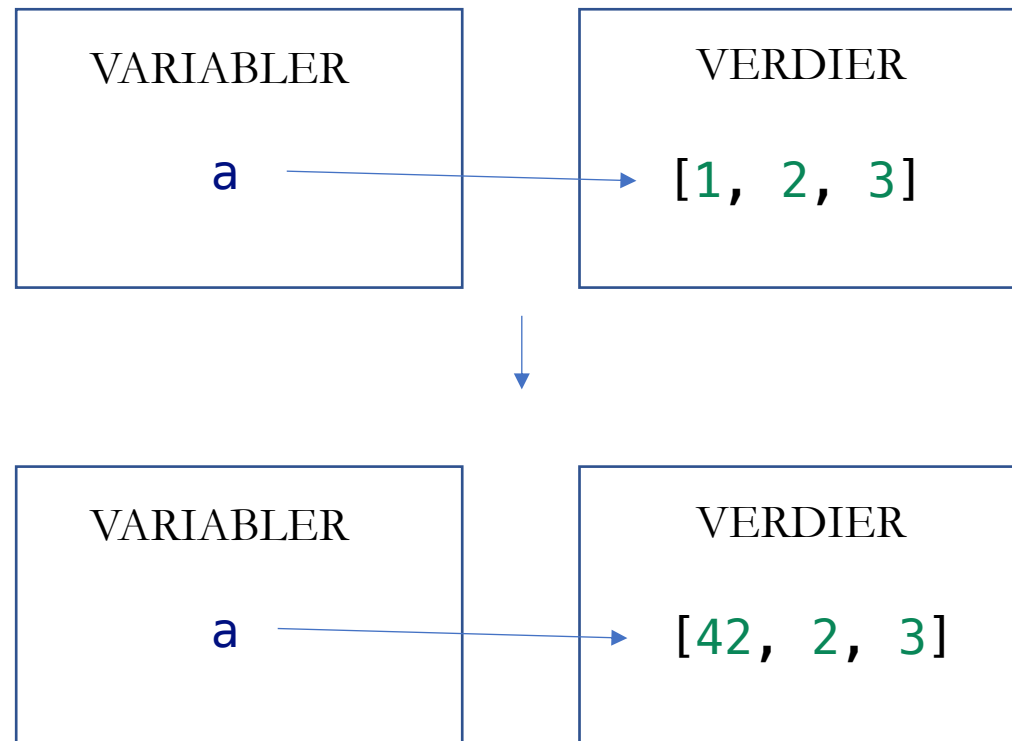 VARIABLER
VERDIER
a
[1, 2, 3]
VARIABLER
VERDIER
a
[42, 2, 3]